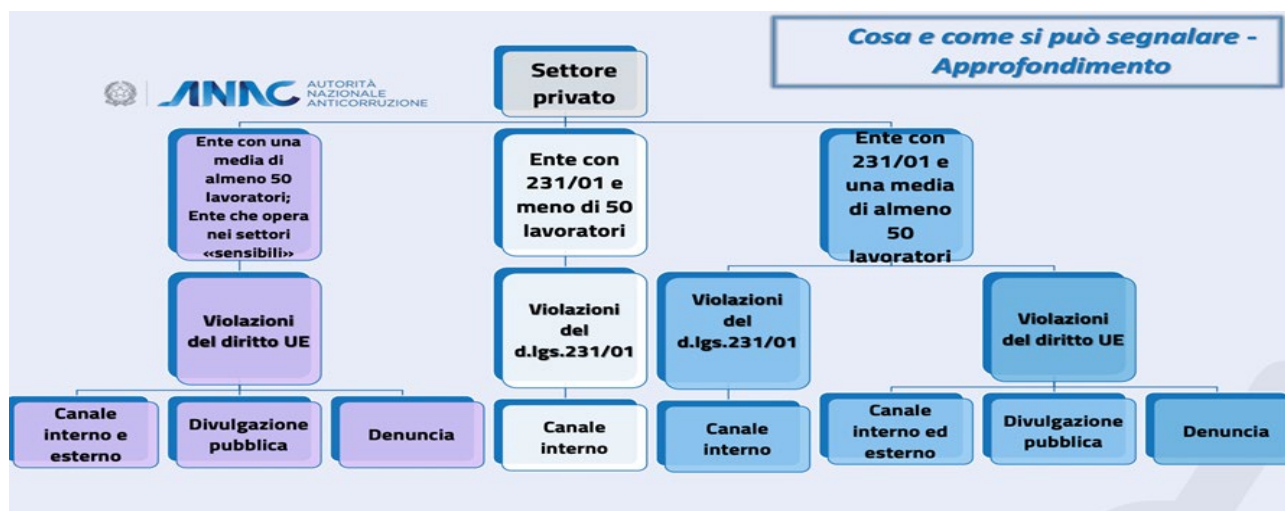 Cosa e come si può segnalare -
Approfondimento
ANAC
AUTORITÀ
NAZIONALE
ANTICORRUZIONE
Settore
privato
Ente con una
media di
almeno 50
lavoratori;
Ente che opera
nei settori
«sensibili»
Ente con
231/01 e
meno di 50
lavoratori
Ente con
231/01 e
una media
di almeno
50
lavoratori
Violazioni
del diritto UE
Violazioni
del
d.lgs.231/01
Violazioni
del
d.lgs.231/01
Violazioni
del diritto UE
Canale
interno e
esterno
Divulgazione
pubblica
Denuncia
Canale
interno
Canale
interno
Canale
interno ed
esterno
Divulgazione
pubblica
Denuncia